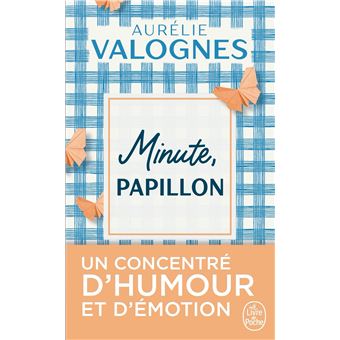 AURÉLIE
VALOGNES
Minute,
PAPILLON
UN CONCENTRÉ
D'HUMOUR
ET D'ÉMOTION
Le Livre
de
Poche